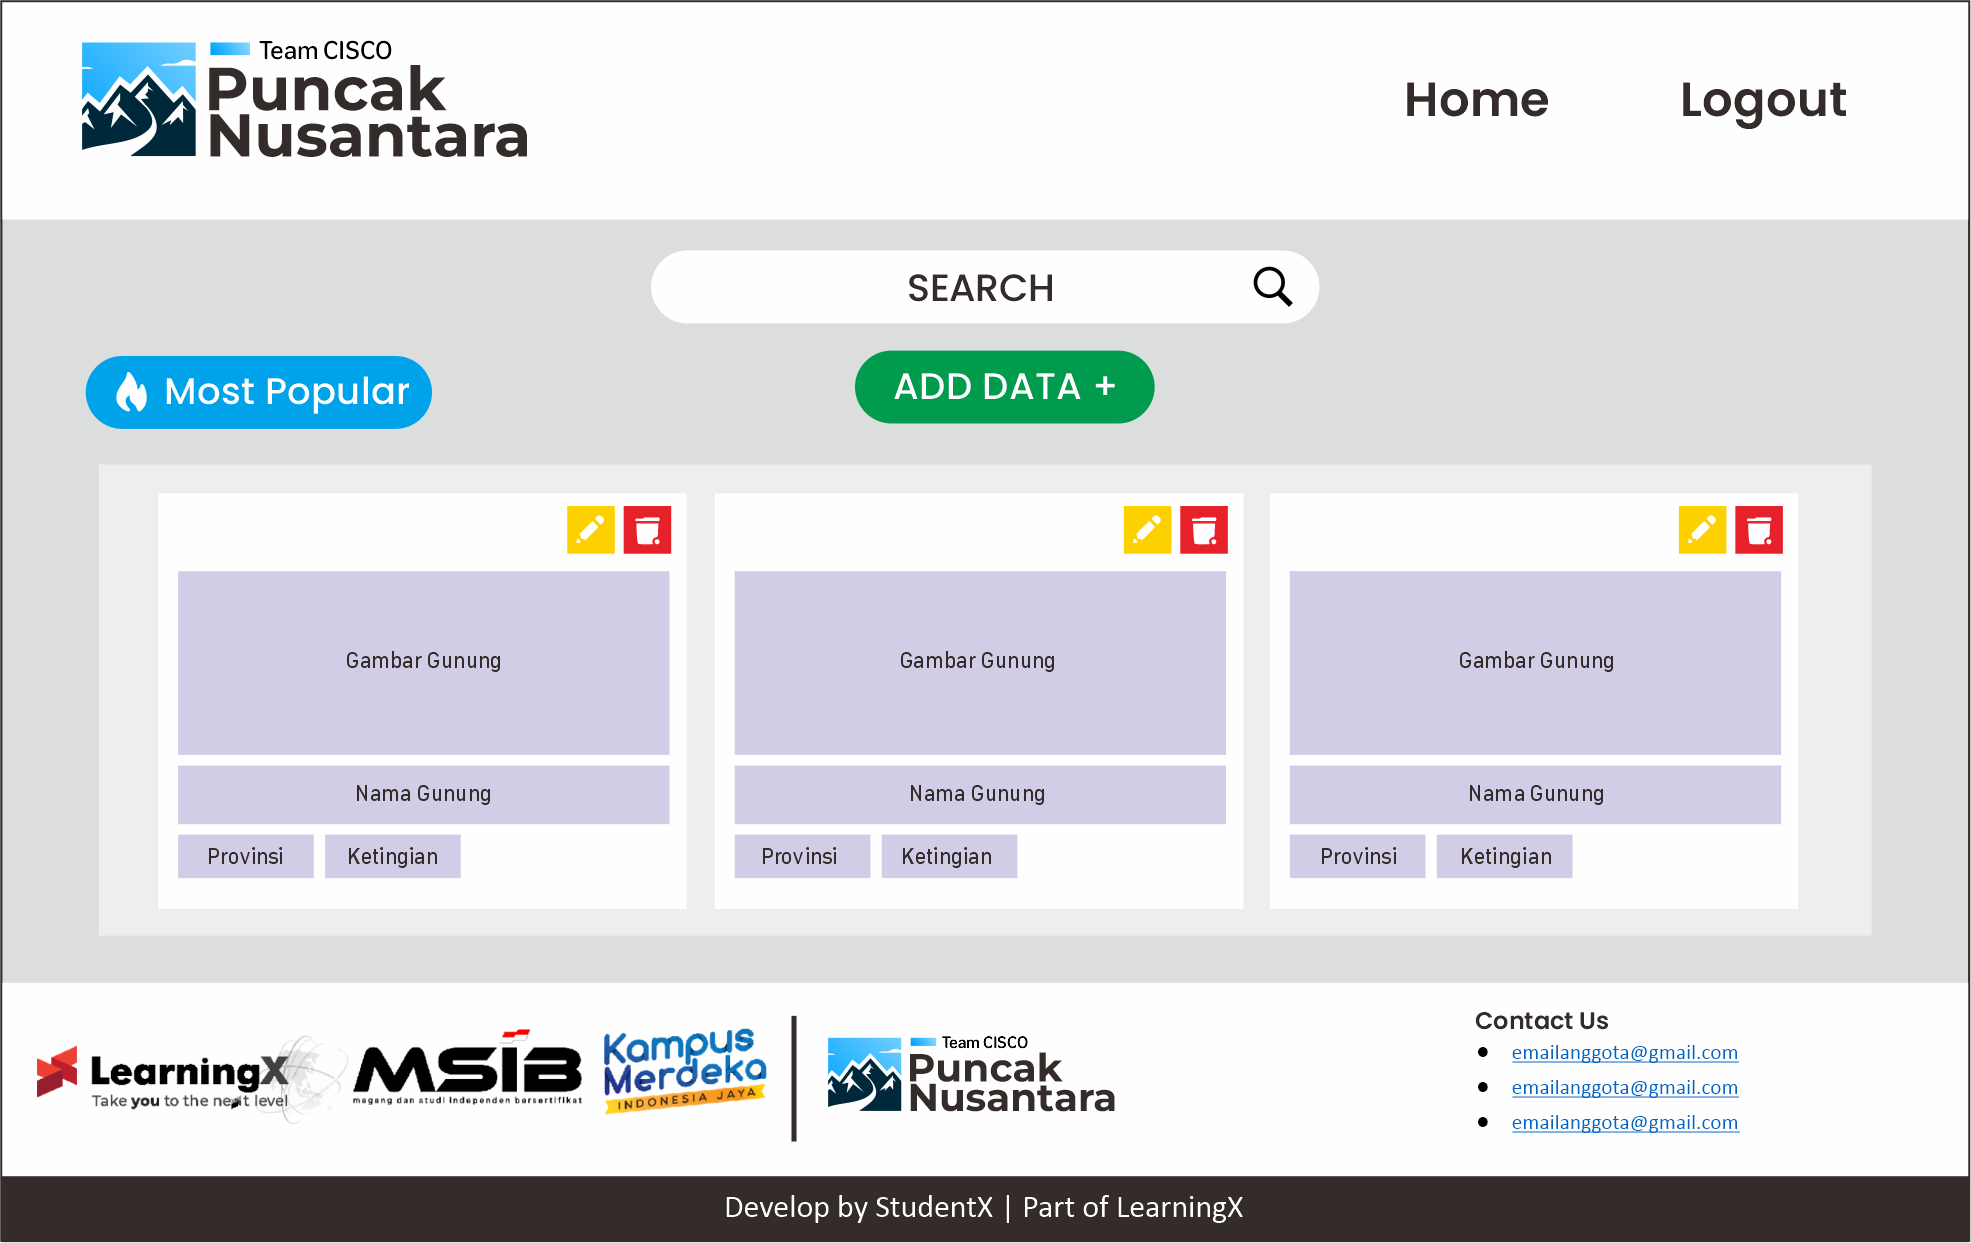 Team CISCO
Puncak
Nusantara
Home
Logout
SEARCH
Most Popular
ADD DATA +
Gambar Gunung
Nama Gunung
Provinsi
Ketingian
Gambar Gunung
Nama Gunung
Provinsi
Ketingian
Gambar Gunung
Nama Gunung
Provinsi
Ketingian
LearningX
Take you to the next level
MSIB
magang dan studi independen bersertifikat
Kampus
Merdeka
INDONESIA JAYA
Team CISCO
Puncak
Nusantara
Contact Us
• emailanggota@gmail.com
• emailanggota@gmail.com
• emailanggota@gmail.com
Develop by StudentX | Part of LearningX